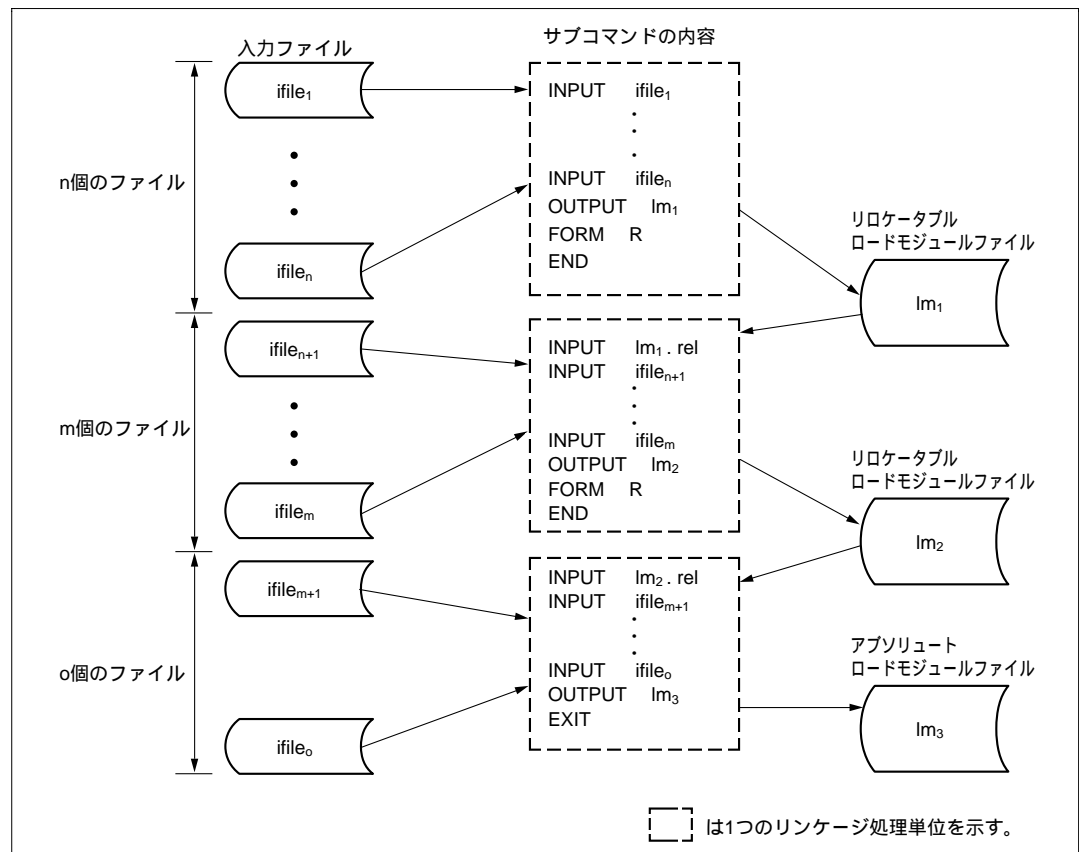 入力ファイル
サブコマンドの内容
ifile1
n個のファイル
ifilen
INPUT ifile1
INPUT ifilen
OUTPUT lm1
FORM R
END
リロケータブル
ロードモジュールファイル
lm1
ifilen+1
m個のファイル
ifilem
INPUT lm1 . rel
INPUT ifilen+1
INPUT ifilem
OUTPUT lm2
FORM R
END
リロケータブル
ロードモジュールファイル
lm2
ifilem+1
o個のファイル
ifileo
INPUT lm2 . rel
INPUT ifilem+1
INPUT ifileo
OUTPUT lm3
EXIT
アブソリュート
ロードモジュールファイル
lm3
は1つのリンケージ処理単位を示す。